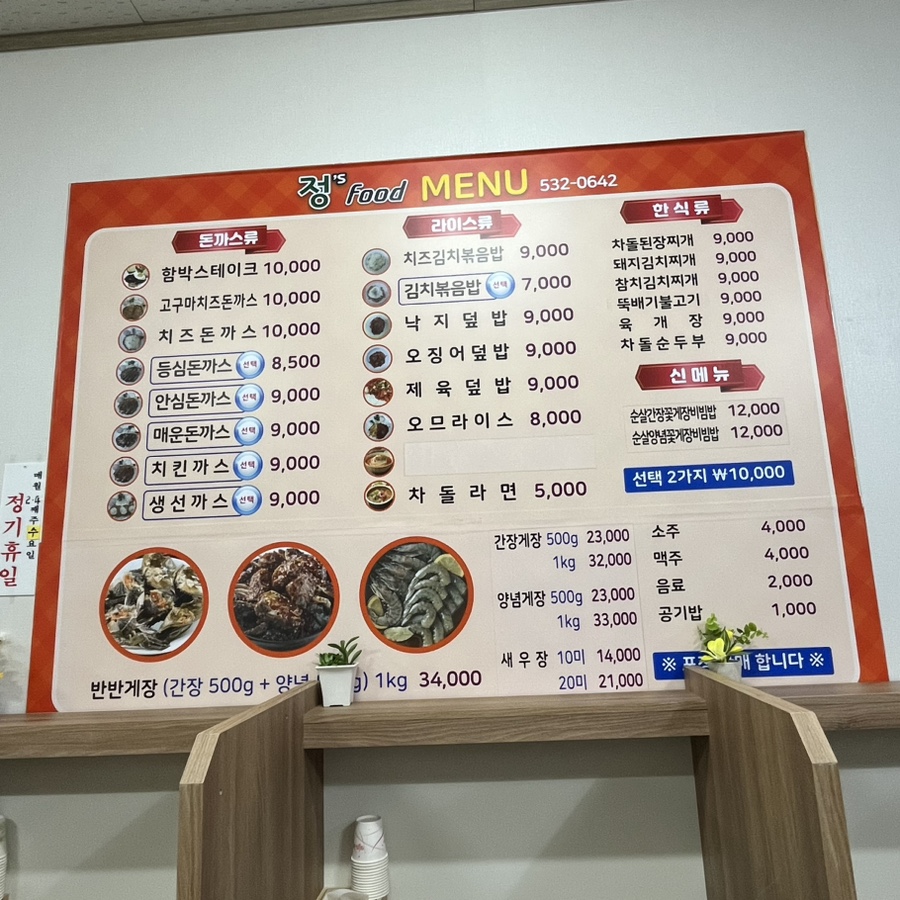 정's food MENU 532-0642
돈까스류
함박스테이크 10,000
고구마치즈돈까스 10,000
치즈돈까스 10,000
등심돈까스 선택 8,500
안심돈까스 선택 9,000
매운돈까스 선택 9,000
치킨까스 선택 9,000
생선까스 선택 9,000
라이스류
치즈김치볶음밥 9,000
김치볶음밥 선택 7,000
낙지덮밥 9,000
오징어덮밥 9,000
제육덮밥 9,000
오므라이스 8,000
차돌라면 5,000
한식류
차돌된장찌개 9,000
돼지김치찌개 9,000
참치김치찌개 9,000
뚝배기불고기 9,000
육개장 9,000
차돌순두부 9,000
신메뉴
순살간장꽃게장비빔밥 12,000
순살양념꽃게장비빔밥 12,000
선택 2가지 ₩10,000
간장게장 500g 23,000
1kg 32,000
양념게장 500g 23,000
1kg 33,000
새우장 10미 14,000
20미 21,000
소주 4,000
맥주 4,000
음료 2,000
공기밥 1,000
반반게장 (간장 500g + 양념 g) 1kg 34,000
※ 합니다 ※
매월
수요일
정기휴일